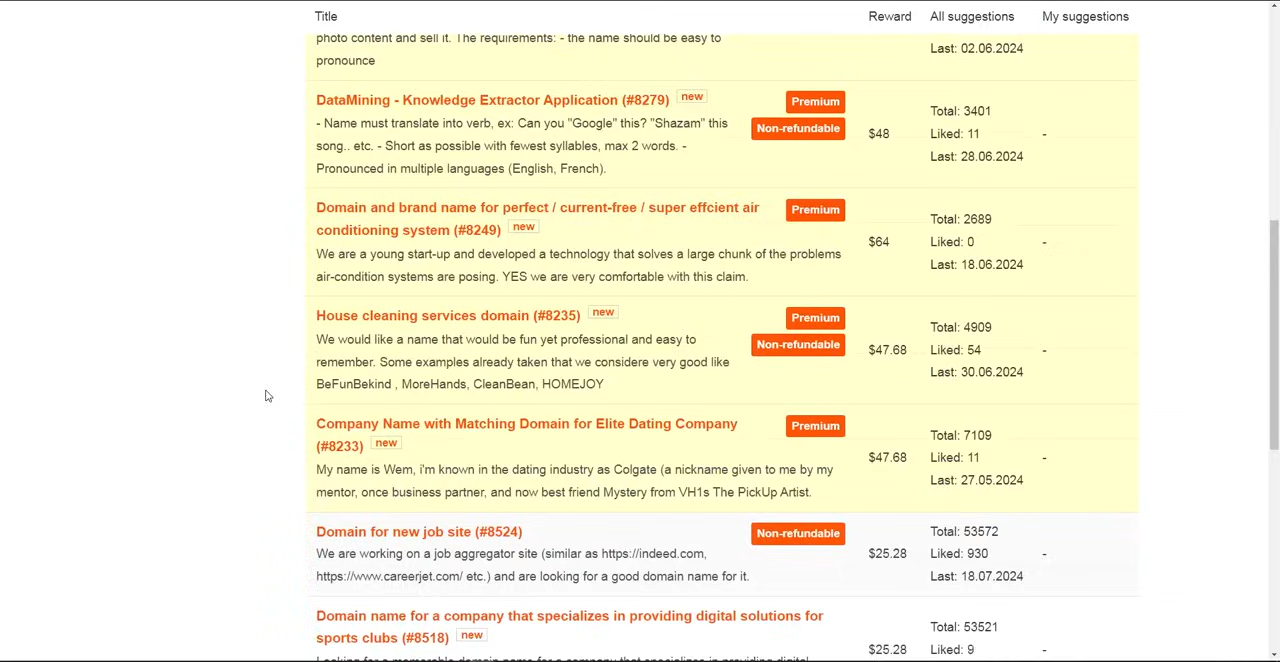 Title Reward All suggestions My suggestions
photo content and sell it. The requirements: - the name should be easy to
pronounce
Last: 02.06.2024
DataMining - Knowledge Extractor Application (#8279) new
Premium
Non-refundable
- Name must translate into verb, ex: Can you "Google" this? "Shazam" this
song.. etc. - Short as possible with fewest syllables, max 2 words. -
Pronounced in multiple languages (English, French).
$48
Total: 3401
Liked: 11
Last: 28.06.2024
-
Domain and brand name for perfect / current-free / super effcient air
conditioning system (#8249) new
Premium
We are a young start-up and developed a technology that solves a large chunk of the problems
air-condition systems are posing. YES we are very comfortable with this claim.
$64
Total: 2689
Liked: 0
Last: 18.06.2024
-
House cleaning services domain (#8235) new
Premium
Non-refundable
We would like a name that would be fun yet professional and easy to
remember. Some examples already taken that we considere very good like
BeFunBekind , MoreHands, CleanBean, HOMEJOY
$47.68
Total: 4909
Liked: 54
Last: 30.06.2024
-
Company Name with Matching Domain for Elite Dating Company
(#8233) new
Premium
My name is Wem, i'm known in the dating industry as Colgate (a nickname given to me by my
mentor, once business partner, and now best friend Mystery from VH1s The PickUp Artist.
$47.68
Total: 7109
Liked: 11
Last: 27.05.2024
-
Domain for new job site (#8524)
Non-refundable
We are working on a job aggregator site (similar as https://indeed.com,
https://www.careerjet.com/ etc.) and are looking for a good domain name for it.
$25.28
Total: 53572
Liked: 930
Last: 18.07.2024
-
Domain name for a company that specializes in providing digital solutions for
sports clubs (#8518) new
Looking for a memorable domain name for a company that specializes in providing digital
$25.28
Total: 53521
Liked: 9
-